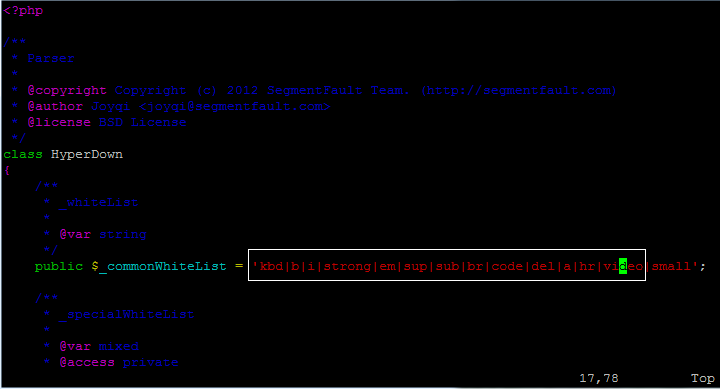 <?php
/**
* Parser
*
* @copyright Copyright (c) 2012 SegmentFault Team. (http://segmentfault.com)
* @author Joyqi <joyqi@segmentfault.com>
* @license BSD License
*/
class HyperDown
{
/**
* _whiteList
*
* @var string
*/
public $_commonWhiteList = 'kbd|b|i|strong|em|sup|sub|br|code|del|a|hr|video|small';
/**
* _specialWhiteList
*
* @var mixed
* @access private
17,78 Top